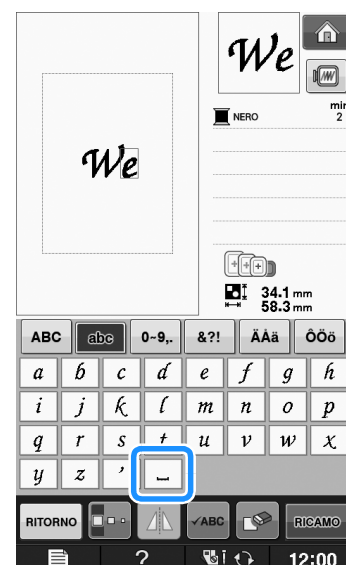 We
We
NERO
min
2
34.1 mm
58.3 mm
ABC abc 0~9,. &?! ÄÅä ÔÖö
a b c d e f g h
i j k l m n o p
q r s t u v w x
y z ’ ⎵
RITORNO ✓ABC RICAMO
? 12:00